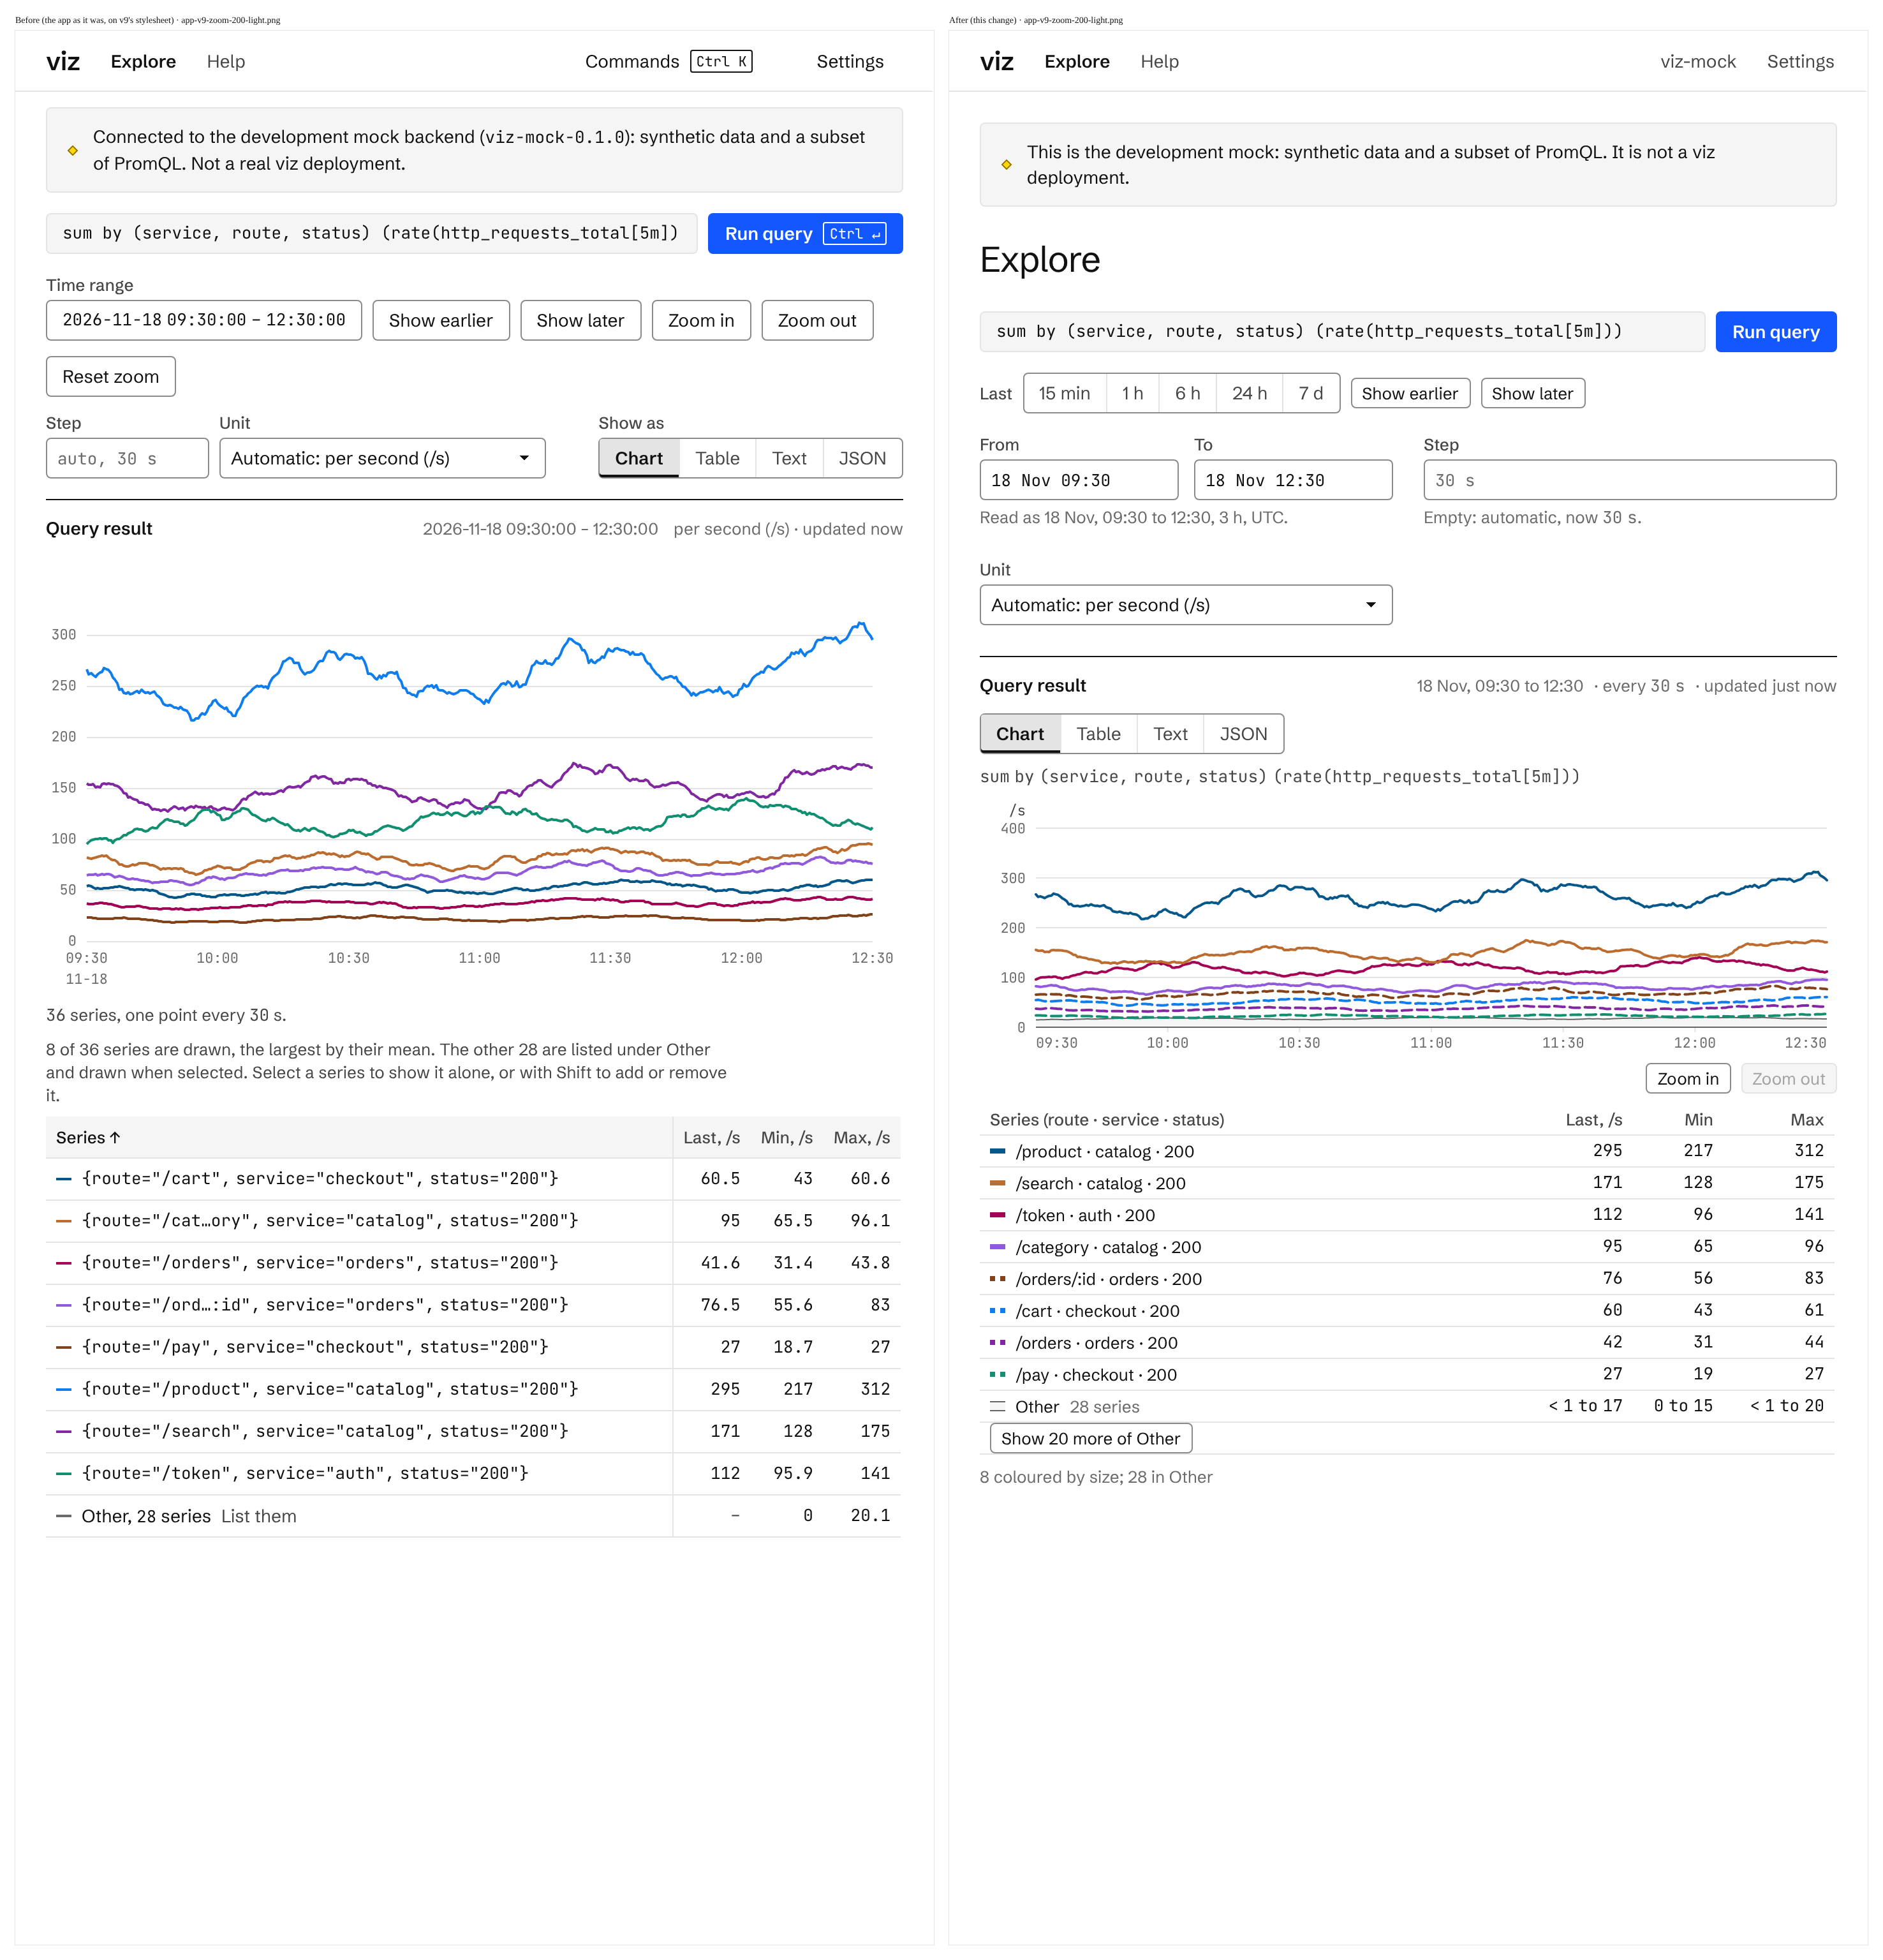 Before (the app as it was, on v9's stylesheet) · app-v9-zoom-200-light.png
viz Explore Help Commands Ctrl K Settings
Connected to the development mock backend (viz-mock-0.1.0): synthetic data and a subset
of PromQL. Not a real viz deployment.
sum by (service, route, status) (rate(http_requests_total[5m])
Run query Ctrl ↵
Time range
2026-11-18 09:30:00 – 12:30:00 Show earlier Show later Zoom in Zoom out
Reset zoom
Step Unit Show as
auto, 30 s Automatic: per second (/s) Chart Table Text JSON
Query result 2026-11-18 09:30:00 – 12:30:00 per second (/s) · updated now
300
250
200
150
100
50
0
09:30 10:00 10:30 11:00 11:30 12:00 12:30
11-18
36 series, one point every 30 s.
8 of 36 series are drawn, the largest by their mean. The other 28 are listed under Other
and drawn when selected. Select a series to show it alone, or with Shift to add or remove
it.
Series ↑ Last, /s Min, /s Max, /s
{route="/cart", service="checkout", status="200"} 60.5 43 60.6
{route="/cat…ory", service="catalog", status="200"} 95 65.5 96.1
{route="/orders", service="orders", status="200"} 41.6 31.4 43.8
{route="/ord…:id", service="orders", status="200"} 76.5 55.6 83
{route="/pay", service="checkout", status="200"} 27 18.7 27
{route="/product", service="catalog", status="200"} 295 217 312
{route="/search", service="catalog", status="200"} 171 128 175
{route="/token", service="auth", status="200"} 112 95.9 141
Other, 28 series List them – 0 20.1
After (this change) · app-v9-zoom-200-light.png
viz Explore Help viz-mock Settings
This is the development mock: synthetic data and a subset of PromQL. It is not a viz
deployment.
Explore
sum by (service, route, status) (rate(http_requests_total[5m])) Run query
Last 15 min 1 h 6 h 24 h 7 d Show earlier Show later
From To Step
18 Nov 09:30 18 Nov 12:30 30 s
Read as 18 Nov, 09:30 to 12:30, 3 h, UTC. Empty: automatic, now 30 s.
Unit
Automatic: per second (/s)
Query result 18 Nov, 09:30 to 12:30 · every 30 s · updated just now
Chart Table Text JSON
sum by (service, route, status) (rate(http_requests_total[5m]))
/s
400
300
200
100
0
09:30 10:00 10:30 11:00 11:30 12:00 12:30
Zoom in Zoom out
Series (route · service · status) Last, /s Min Max
/product · catalog · 200 295 217 312
/search · catalog · 200 171 128 175
/token · auth · 200 112 96 141
/category · catalog · 200 95 65 96
/orders/:id · orders · 200 76 56 83
/cart · checkout · 200 60 43 61
/orders · orders · 200 42 31 44
/pay · checkout · 200 27 19 27
Other 28 series < 1 to 17 0 to 15 < 1 to 20
Show 20 more of Other
8 coloured by size; 28 in Other